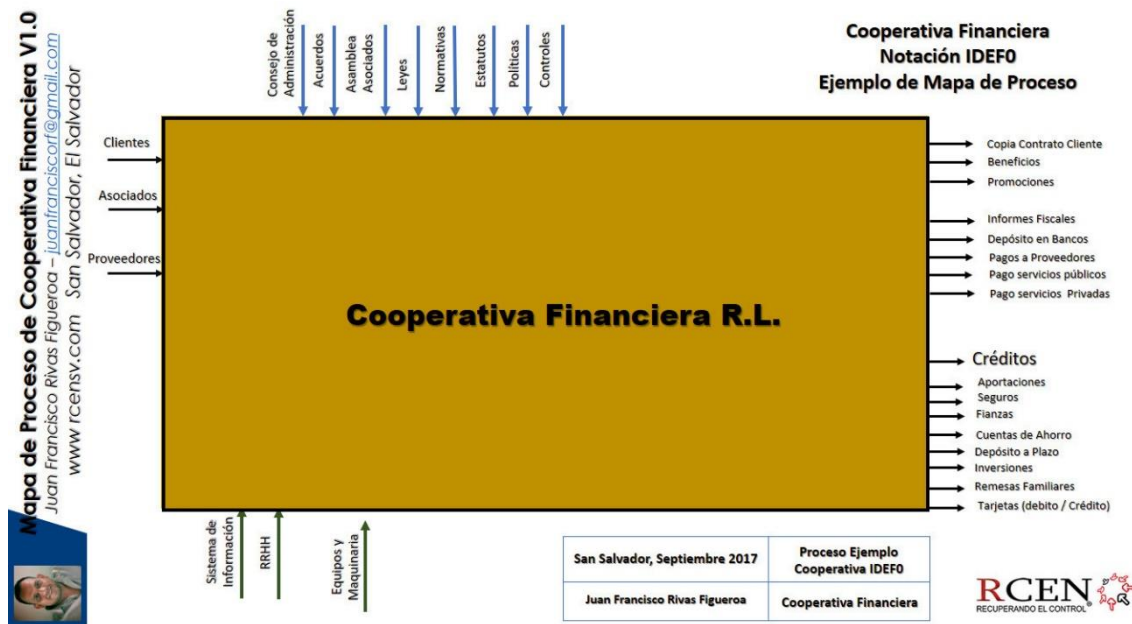 Mapa de Proceso de Cooperativa Financiera V1.0
Juan Francisco Rivas Figueroa – juanfranciscorf@gmail.com
www rcensv.com San Salvador, El Salvador
Cooperativa Financiera
Notación IDEF0
Ejemplo de Mapa de Proceso
Consejo de
Administración
Acuerdos
Asamblea
Asociados
Leyes
Normativas
Estatutos
Políticas
Controles
Clientes
Asociados
Proveedores
Cooperativa Financiera R.L.
Copia Contrato Cliente
Beneficios
Promociones
Informes Fiscales
Depósito en Bancos
Pagos a Proveedores
Pago servicios públicos
Pago servicios Privadas
Créditos
Aportaciones
Seguros
Fianzas
Cuentas de Ahorro
Depósito a Plazo
Inversiones
Remesas Familiares
Tarjetas (debito / Crédito)
Sistema de
Información
RRHH
Equipos y
Maquinaria
San Salvador, Septiembre 2017
Proceso Ejemplo
Cooperativa IDEF0
Juan Francisco Rivas Figueroa
Cooperativa Financiera
RCEN
RECUPERANDO EL CONTROL